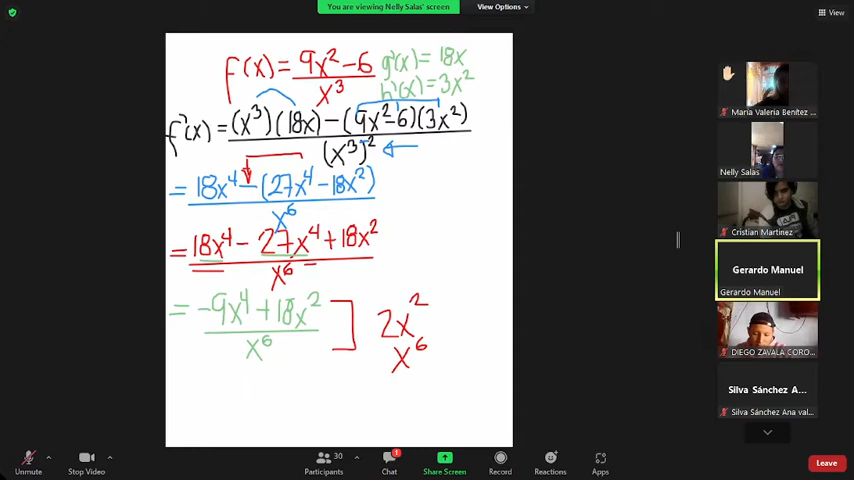 You are viewing Nelly Salas' screen
View Options
View
f(x) = 9x² - 6 / x³
g'(x) = 18x
h'(x) = 3x²
f'(x) = (x³)(18x) - (9x² - 6)(3x²) / (x³)²
= 18x⁴ - (27x⁴ - 18x²) / x⁶
= 18x⁴ - 27x⁴ + 18x² / x⁶
= -9x⁴ + 18x² / x⁶ ]
2x²
x⁶
Maria Valeria Benítez ...
Nelly Salas
Cristian Martinez
Gerardo Manuel
Gerardo Manuel
DIEGO ZAVALA CORO...
Silva Sánchez A...
Silva Sánchez Ana val...
Unmute
Stop Video
30
Participants
1
Chat
Share Screen
Record
Reactions
Apps
Leave